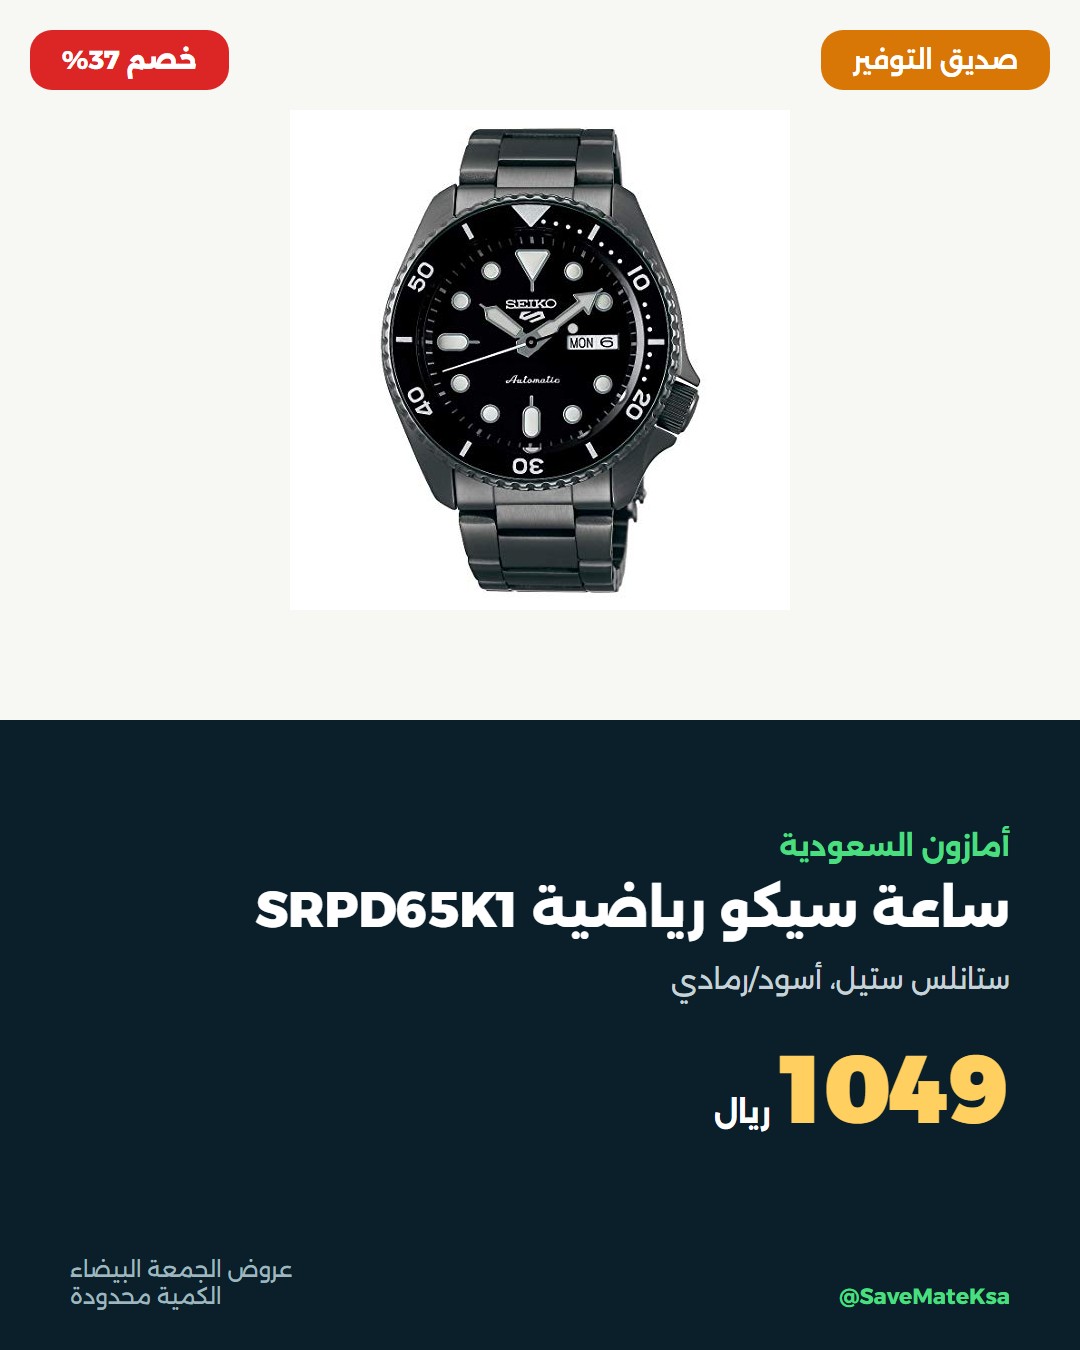 صديق التوفير
خصم 37%
50
10
SEIKO
5
MON 6
Automatic
40
20
30
أمازون السعودية
ساعة سيكو رياضية SRPD65K1
ستانلس ستيل، أسود/رمادي
1049 ريال
عروض الجمعة البيضاء
الكمية محدودة
@SaveMateKsa